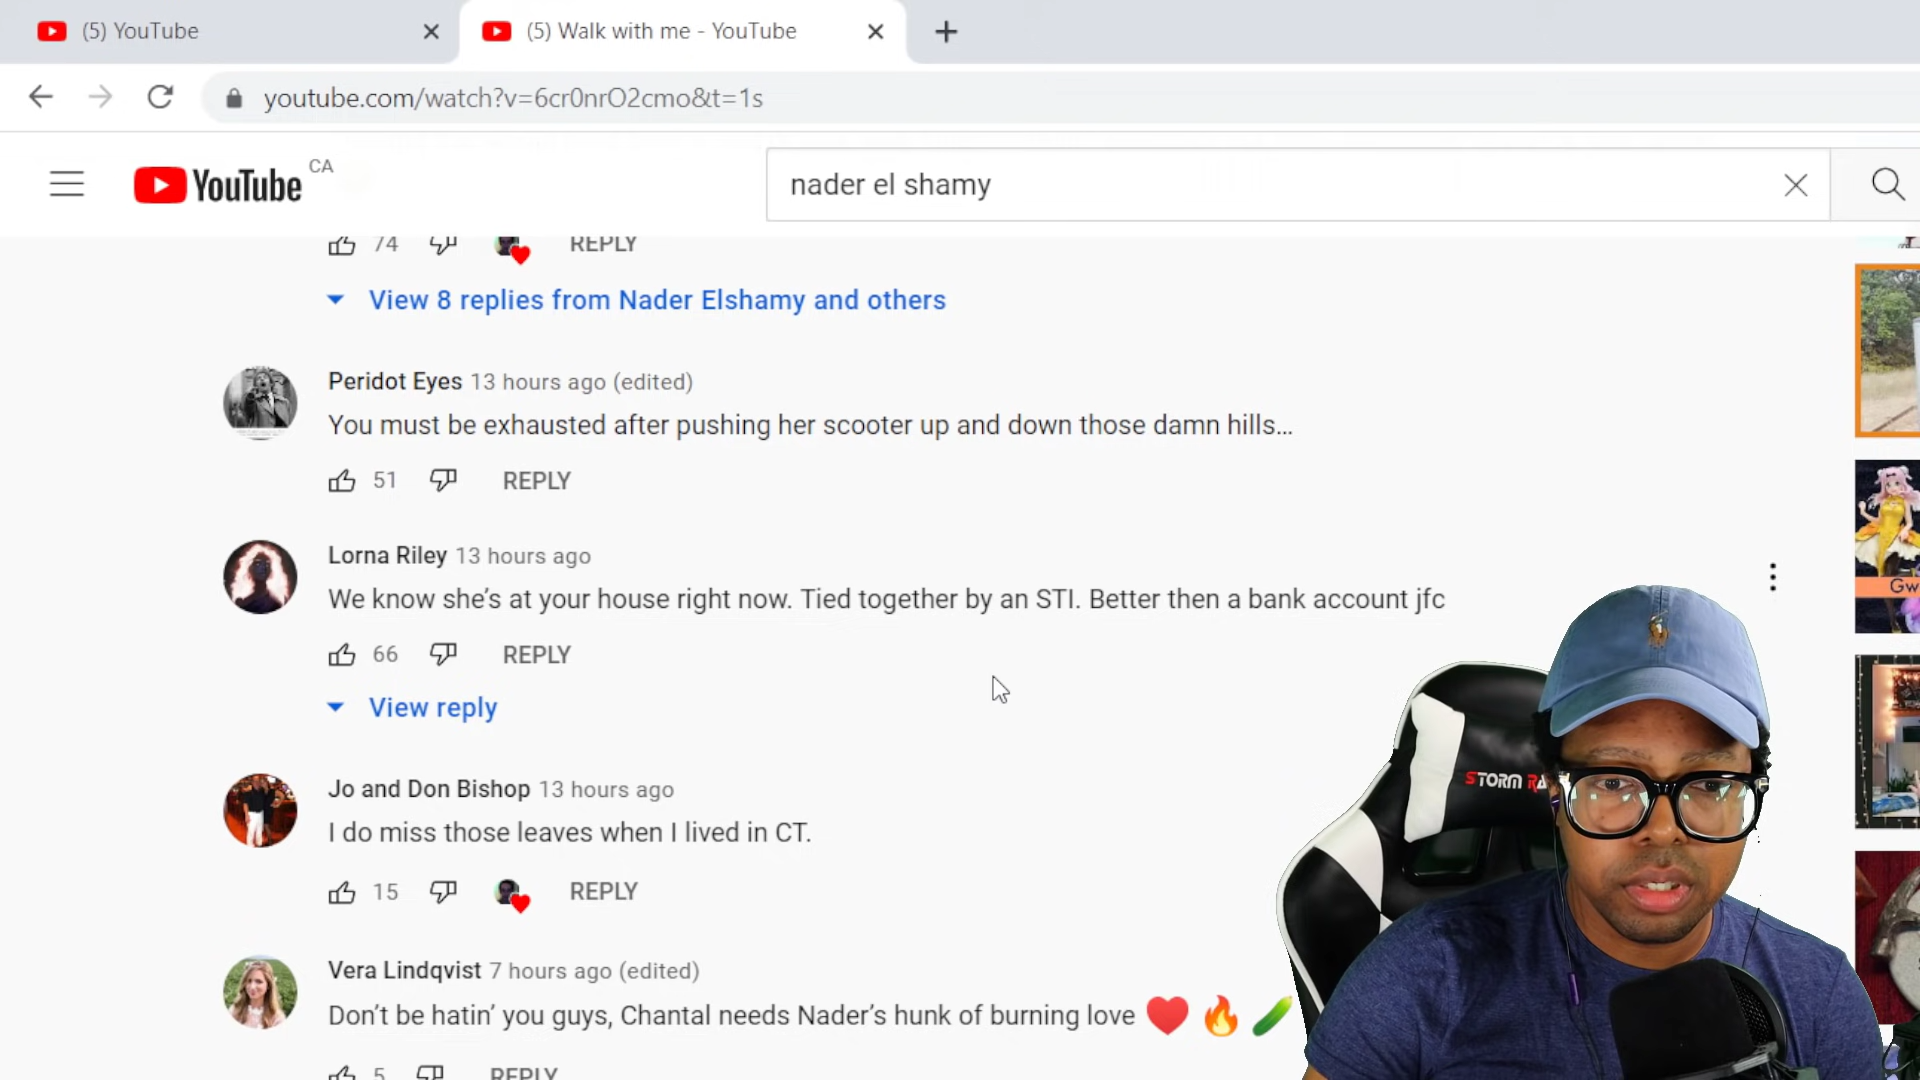 (5) YouTube
(5) Walk with me - YouTube
youtube.com/watch?v=6cr0nrO2cmo&t=1s
YouTube CA
nader el shamy
74 REPLY
View 8 replies from Nader Elshamy and others
Peridot Eyes 13 hours ago (edited)
You must be exhausted after pushing her scooter up and down those damn hills...
51 REPLY
Lorna Riley 13 hours ago
We know she's at your house right now. Tied together by an STI. Better then a bank account jfc
66 REPLY
View reply
Jo and Don Bishop 13 hours ago
I do miss those leaves when I lived in CT.
15 REPLY
Vera Lindqvist 7 hours ago (edited)
Don't be hatin' you guys, Chantal needs Nader's hunk of burning love ❤️ 🔥 🥒
5 REPLY
STORM
Gw